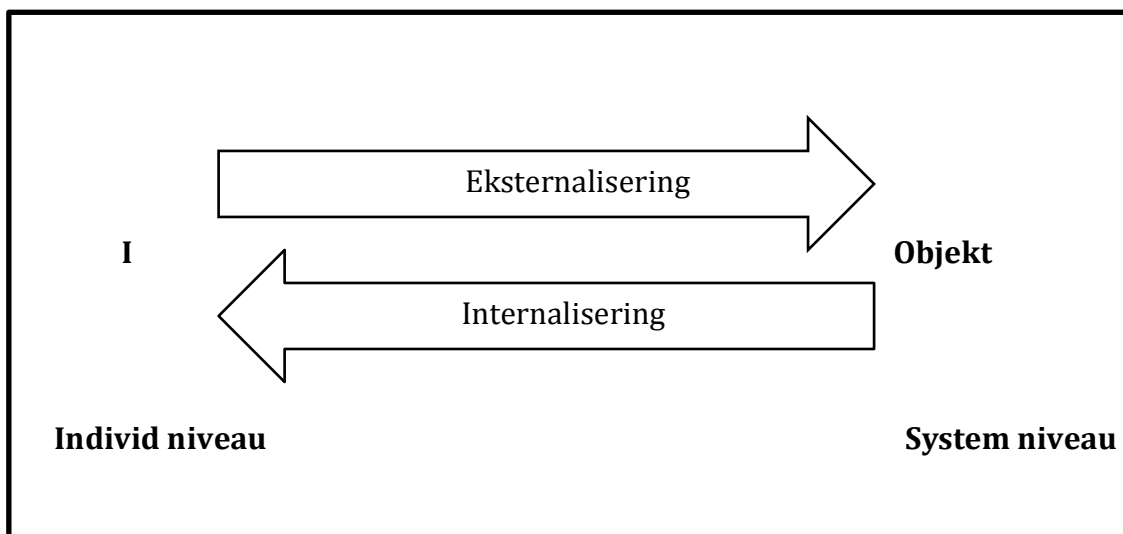 Eksternalisering
I
Objekt
Internalisering
Individ niveau
System niveau